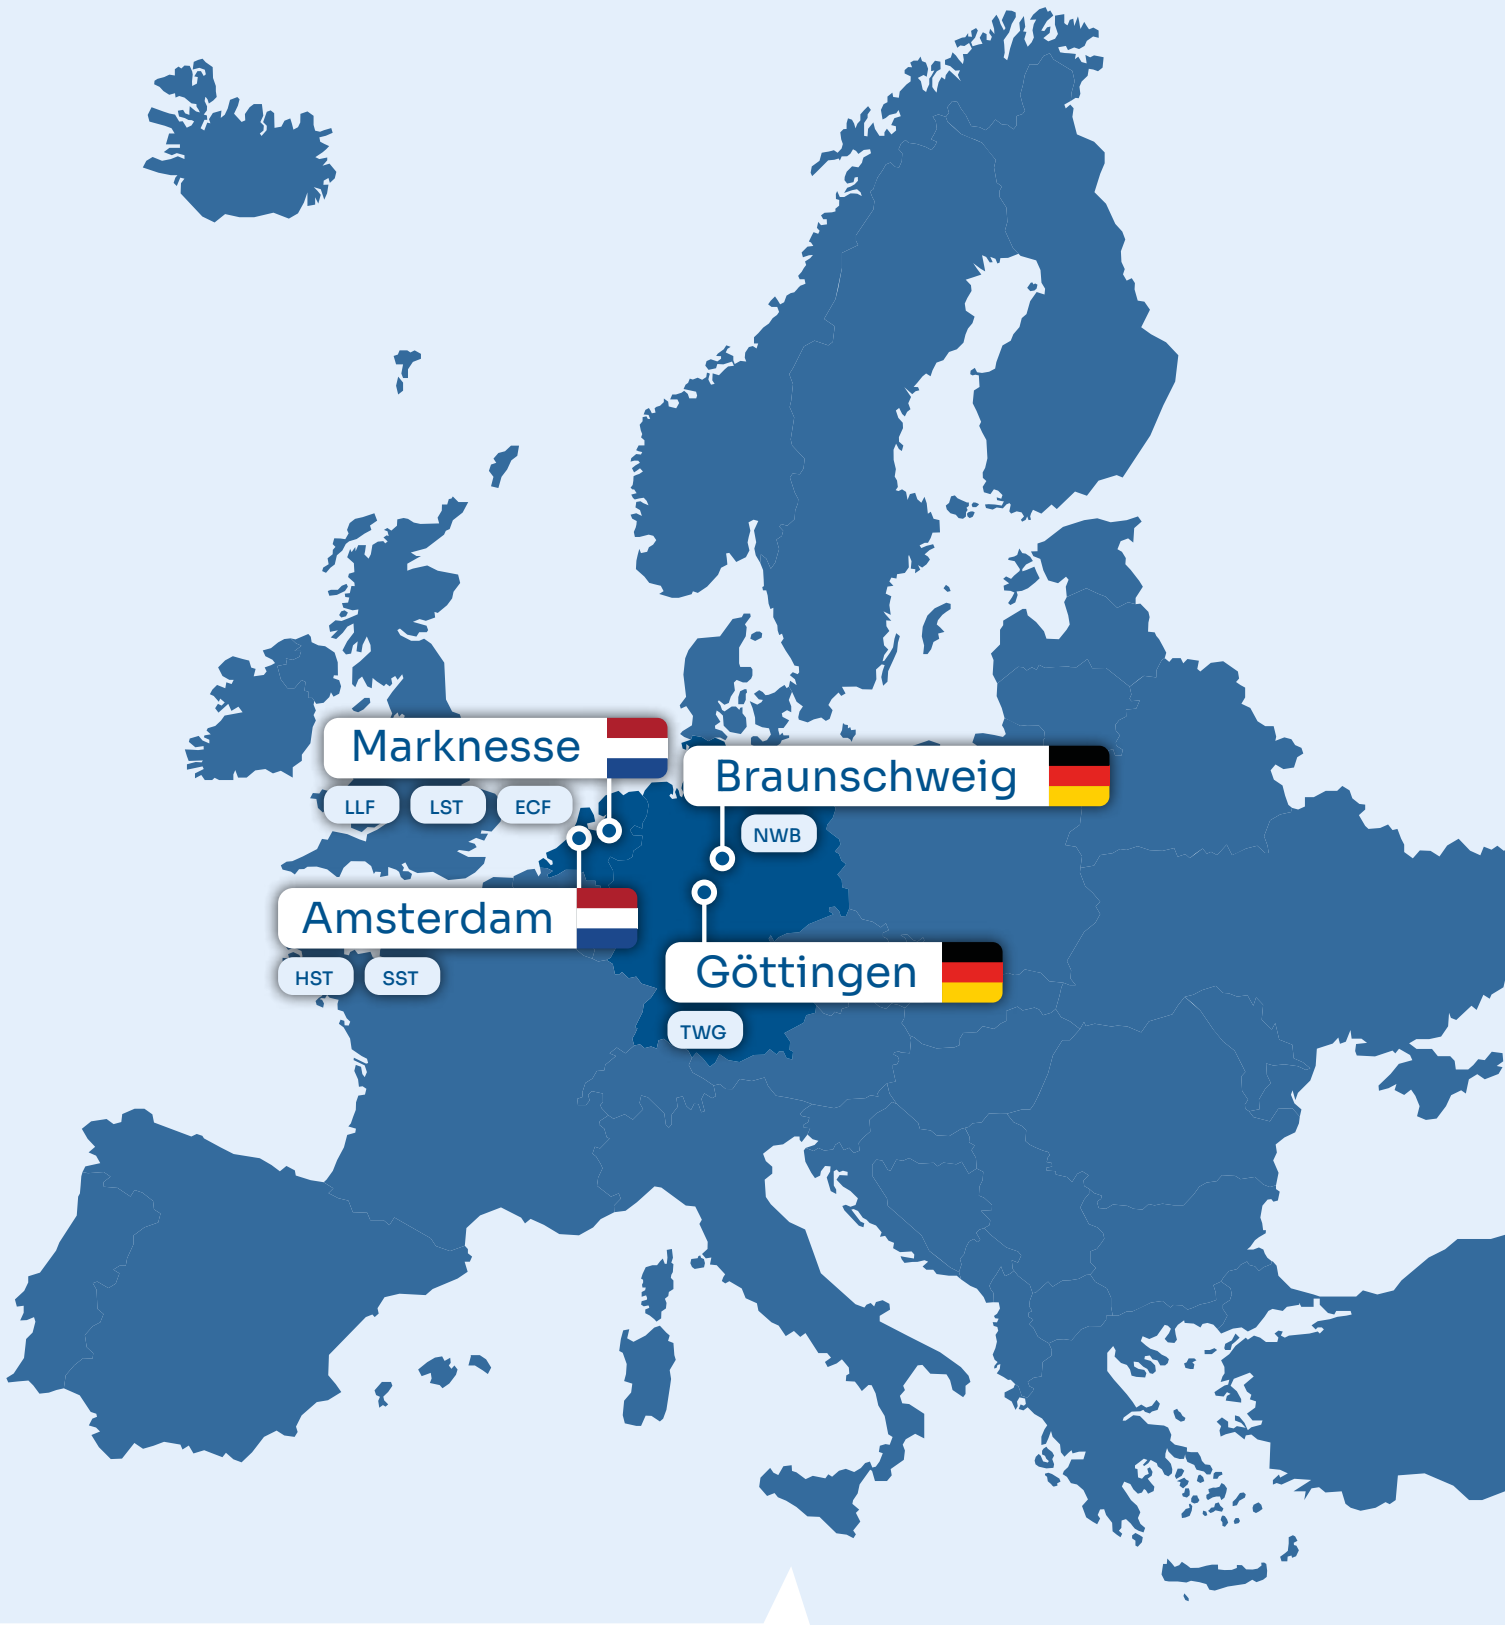 Marknesse
LLF LST ECF
Braunschweig
NWB
Amsterdam
HST SST
Göttingen
TWG